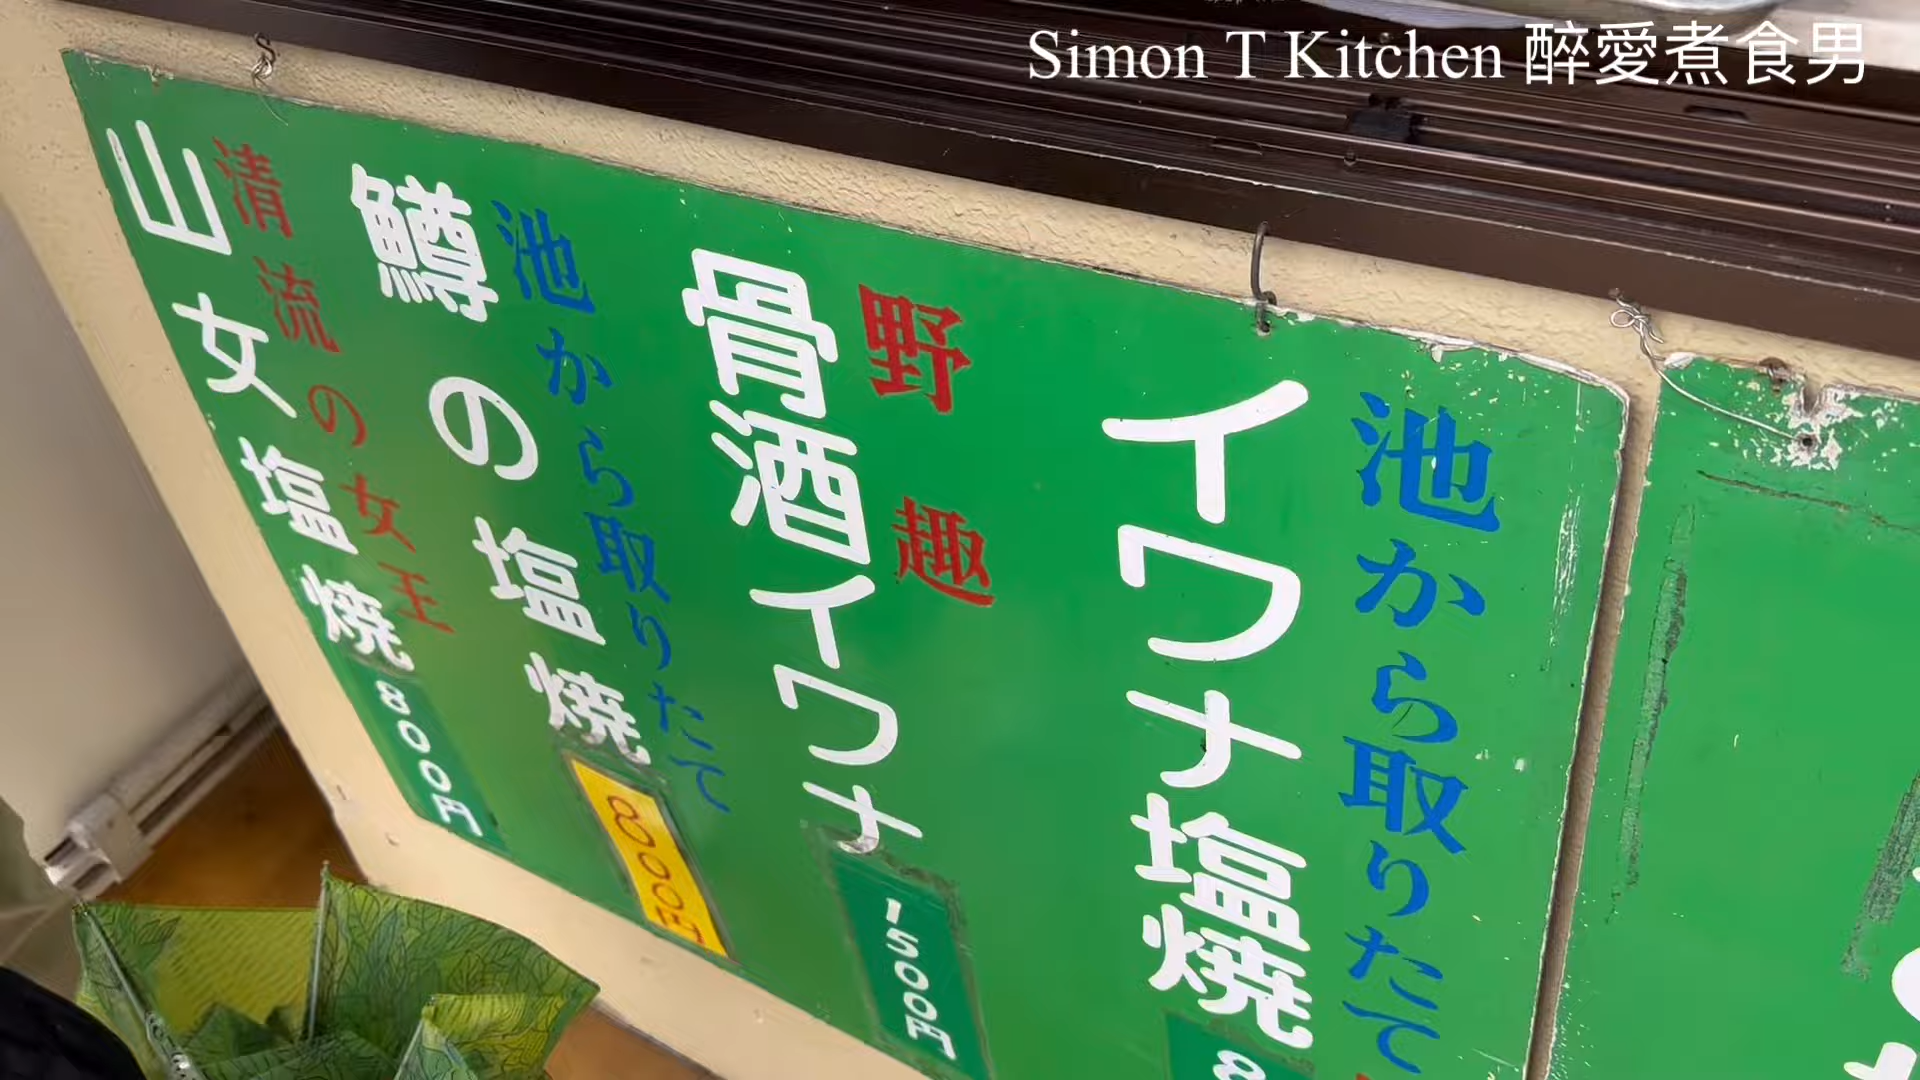 Simon T Kitchen 醉愛煮食男
池から取りたて
イワナ塩焼
8
野趣
骨酒イワナ
1500円
池から取りたて
鱒の塩焼
800円
清流の女王
山女塩焼
800円